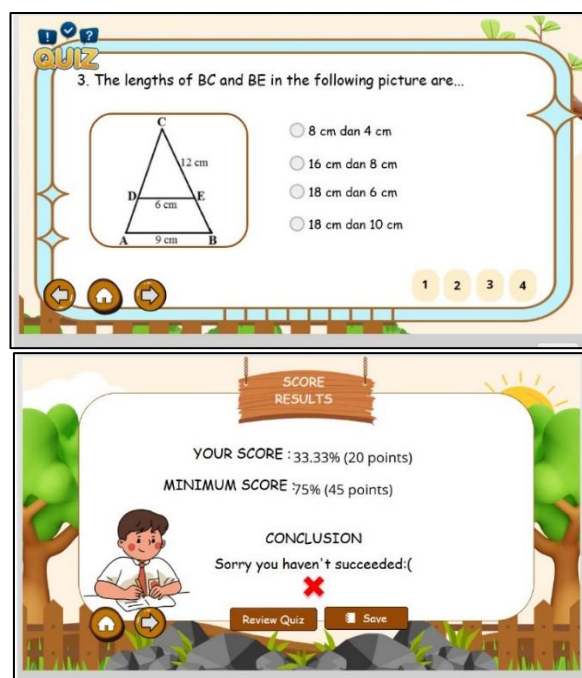 ! ?
QUIZ
3. The lengths of BC and BE in the following picture are...
C
12 cm
D E
6 cm
A 9 cm B
8 cm dan 4 cm
16 cm dan 8 cm
18 cm dan 6 cm
18 cm dan 10 cm
1 2 3 4
SCORE
RESULTS
YOUR SCORE : 33.33% (20 points)
MINIMUM SCORE :75% (45 points)
CONCLUSION
Sorry you haven't succeeded:(
Review Quiz Save